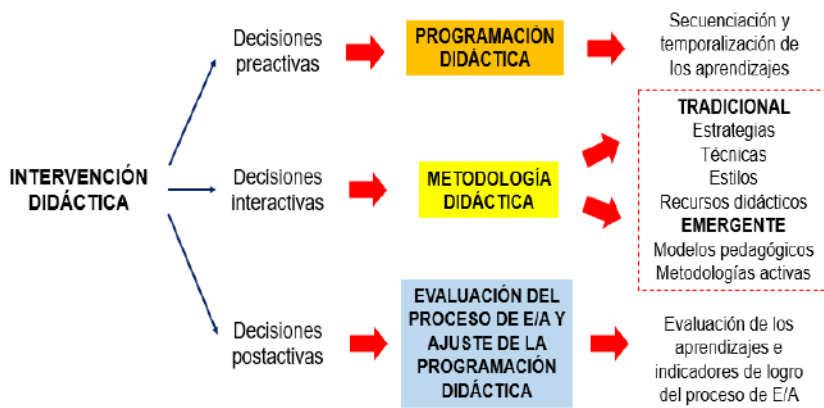 INTERVENCIÓN
DIDÁCTICA
Decisiones
preactivas
PROGRAMACIÓN
DIDÁCTICA
Secuenciación y
temporalización de
los aprendizajes
Decisiones
interactivas
METODOLOGÍA
DIDÁCTICA
TRADICIONAL
Estrategias
Técnicas
Estilos
Recursos didácticos
EMERGENTE
Modelos pedagógicos
Metodologías activas
Decisiones
postactivas
EVALUACIÓN DEL
PROCESO DE E/A Y
AJUSTE DE LA
PROGRAMACIÓN
DIDÁCTICA
Evaluación de los
aprendizajes e
indicadores de logro
del proceso de E/A